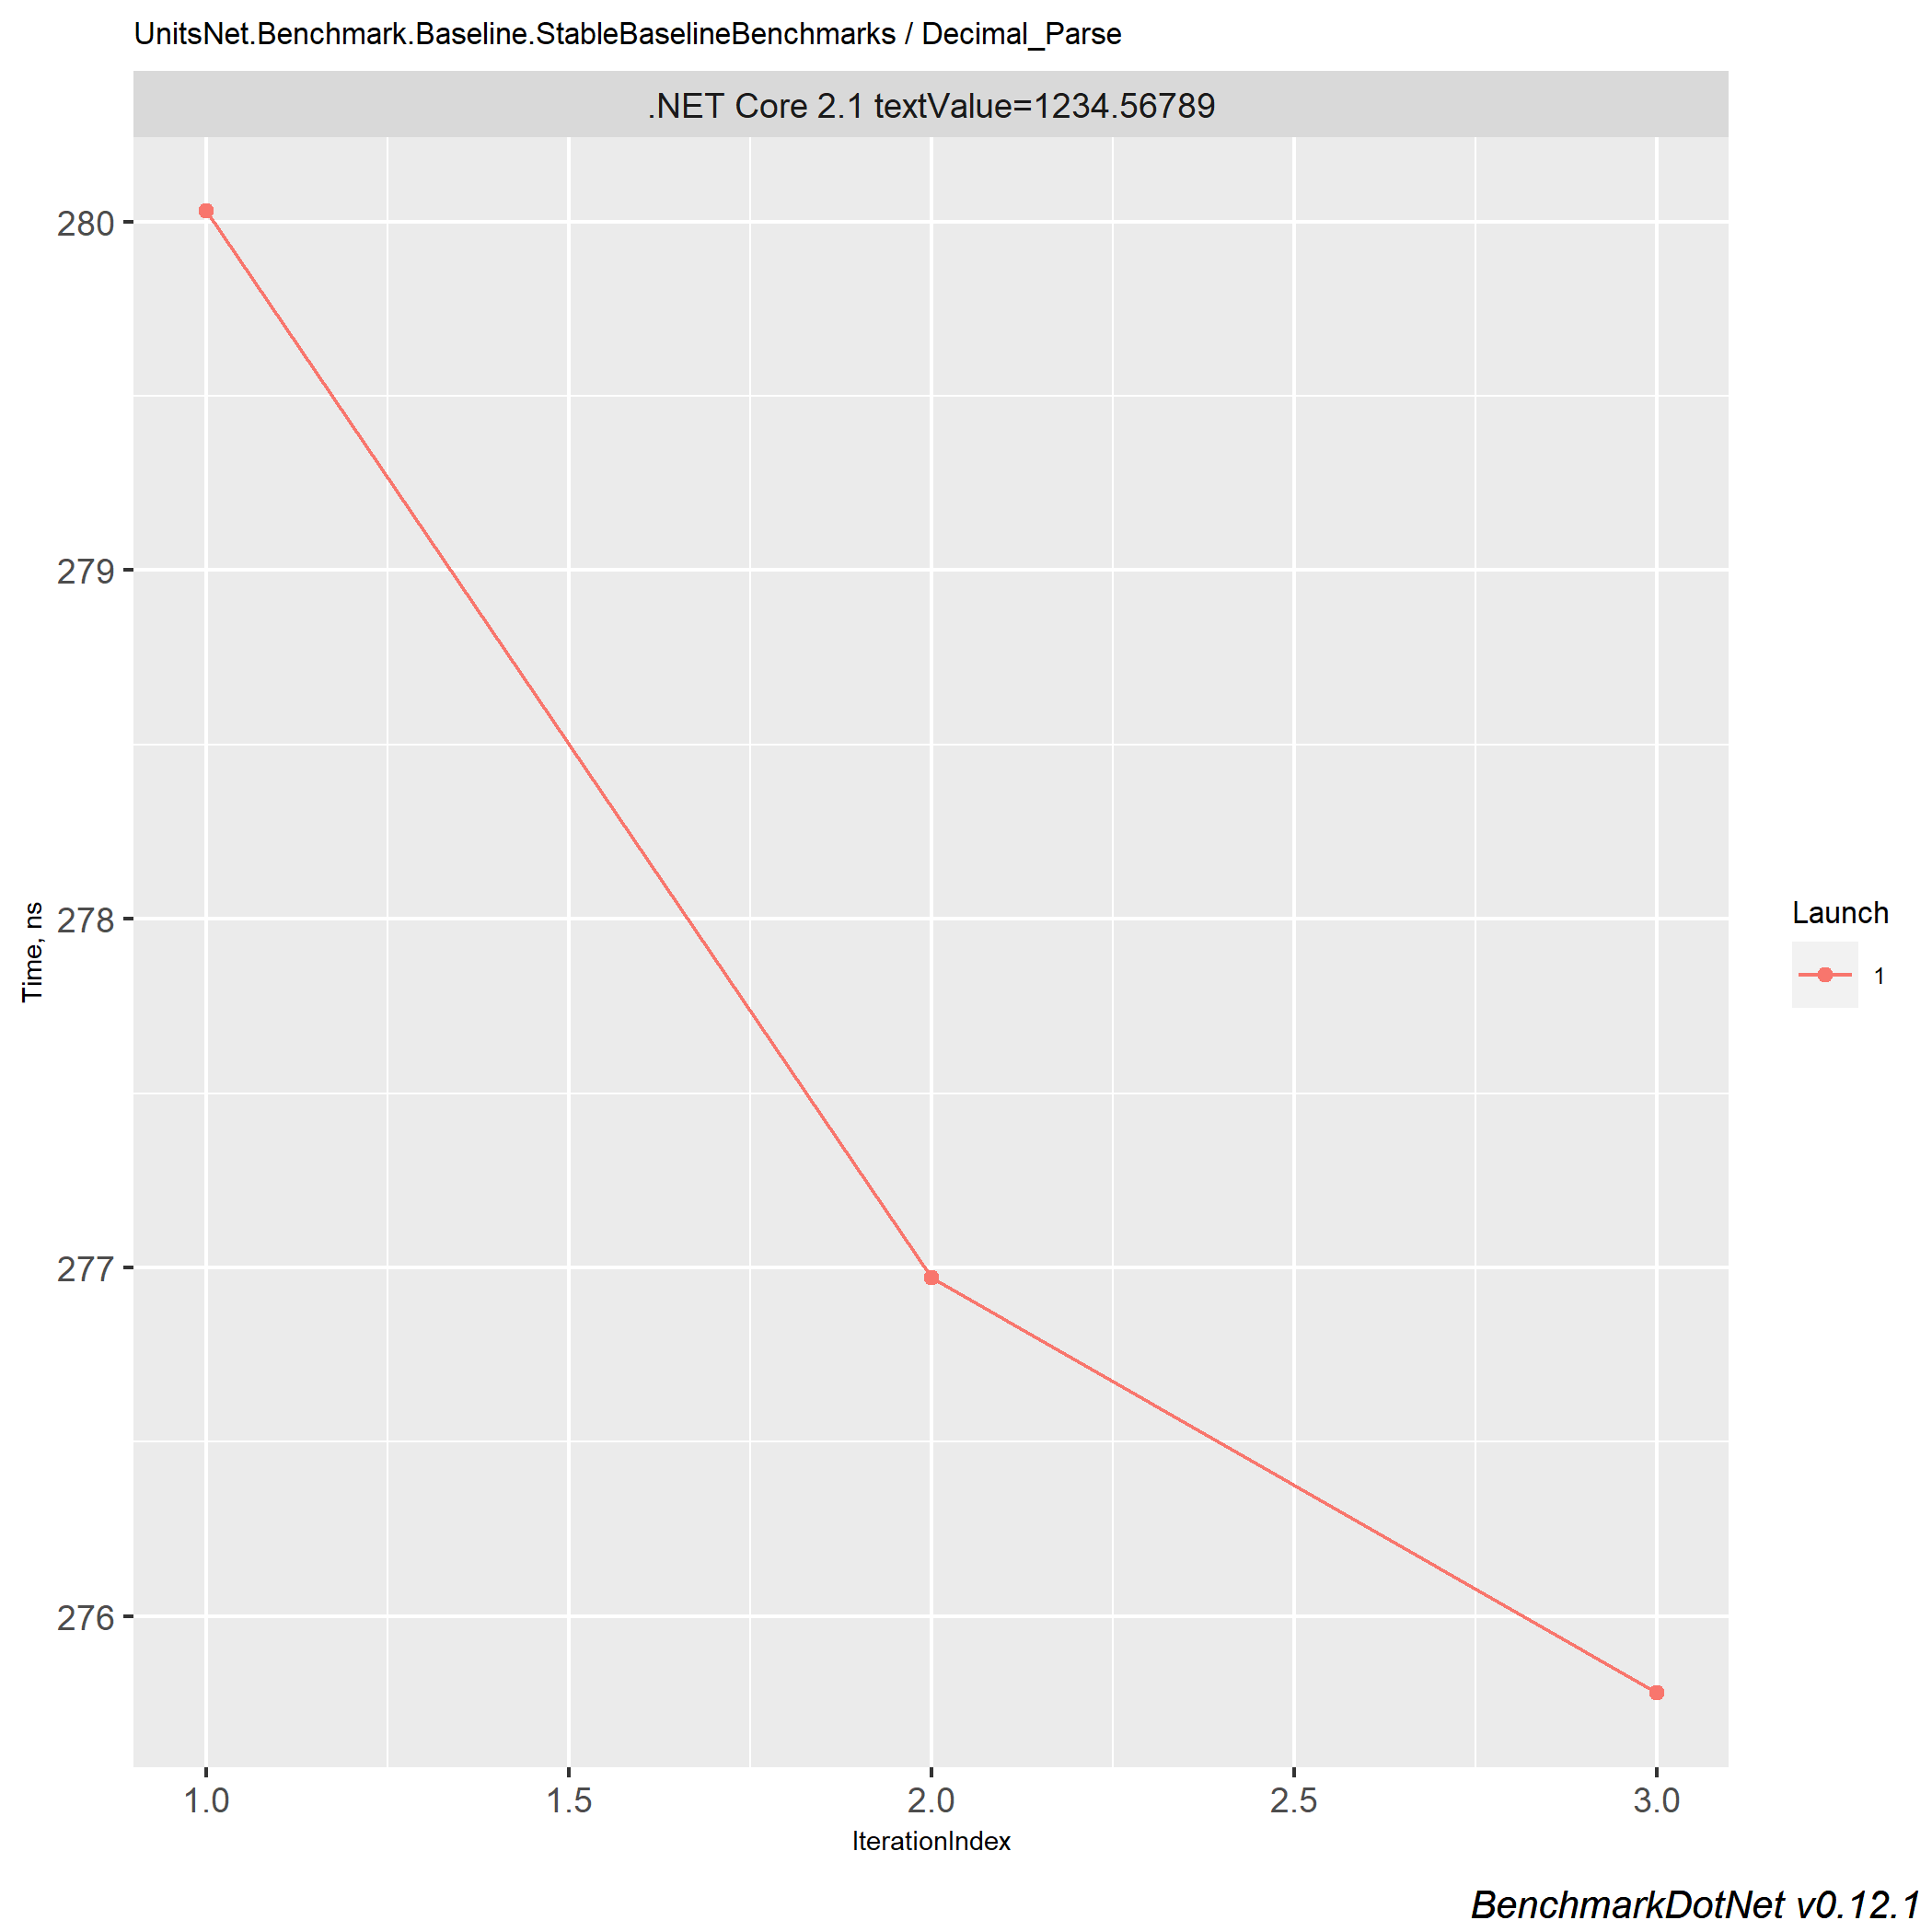 UnitsNet.Benchmark.Baseline.StableBaselineBenchmarks / Decimal_Parse
.NET Core 2.1 textValue=1234.56789
280
279
278
277
276
Time, ns
1.0 1.5 2.0 2.5 3.0
IterationIndex
Launch
1
BenchmarkDotNet v0.12.1